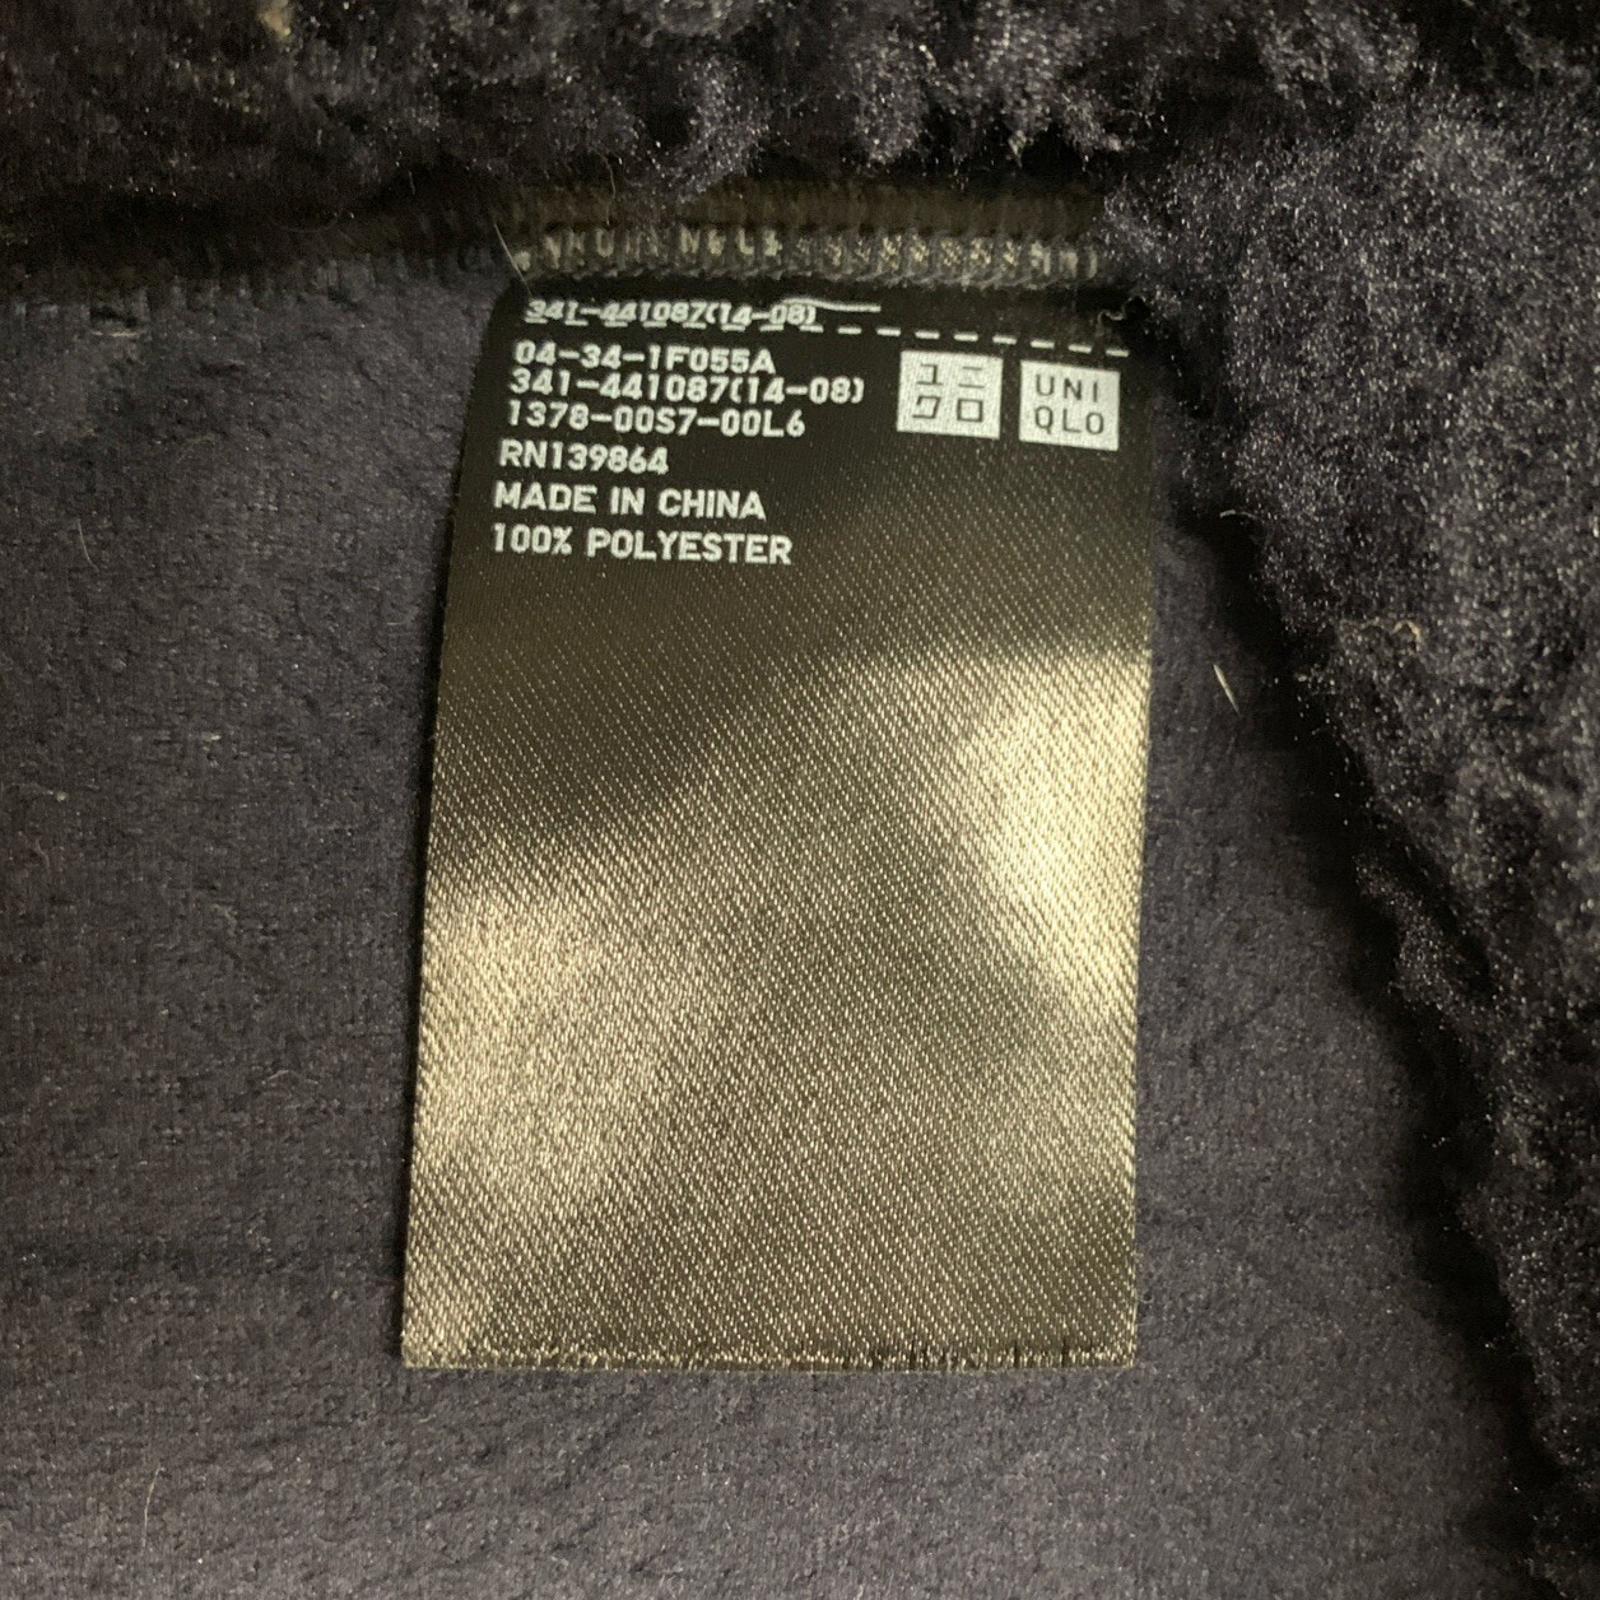 341-441087(14-08)
04-34-1F055A
341-441087(14-08)
1378-00S7-00L6
RN139864
MADE IN CHINA
100% POLYESTER
ユニ
クロ
UNI
QLO